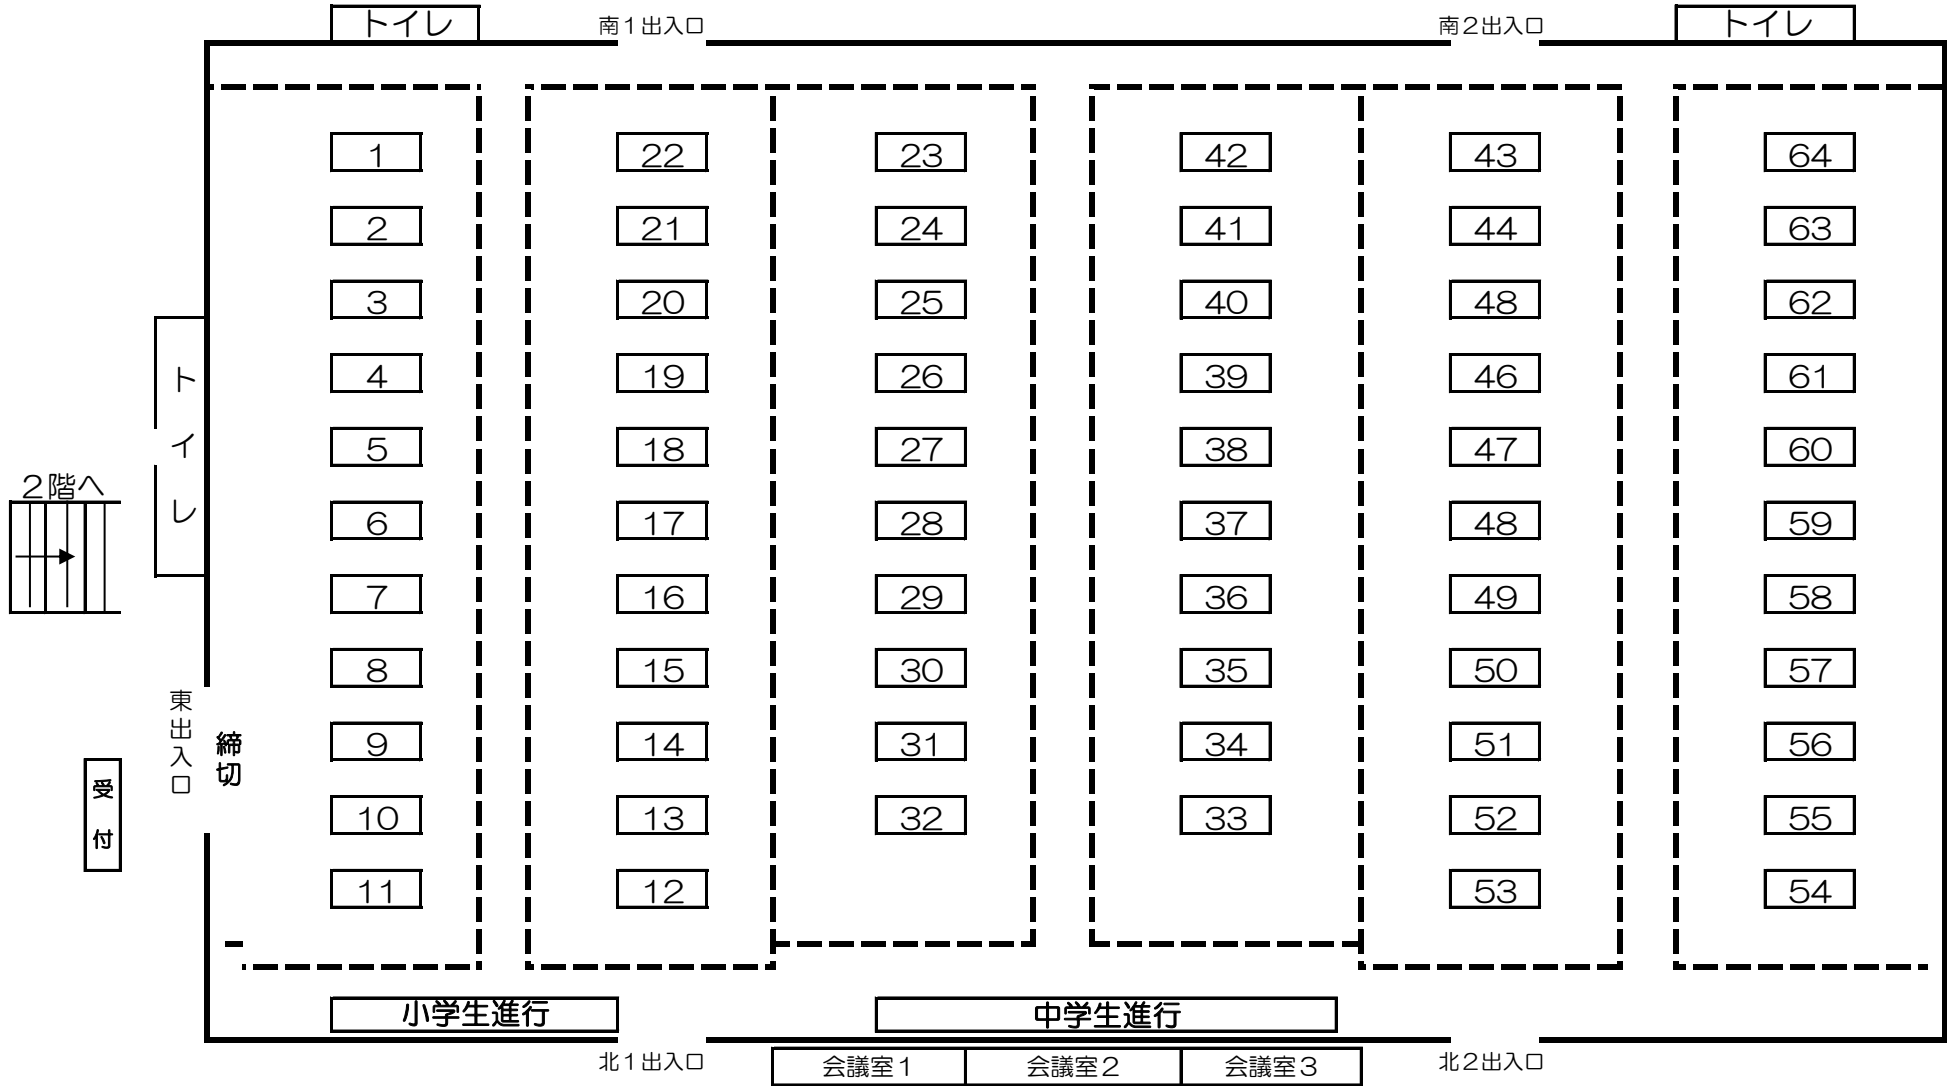 トイレ 南1出入口 南2出入口 トイレ
1 22 23 42 43 64
2 21 24 41 44 63
3 20 25 40 48 62
4 19 26 39 46 61
5 18 27 38 47 60
6 17 28 37 48 59
7 16 29 36 49 58
8 15 30 35 50 57
9 14 31 34 51 56
10 13 32 33 52 55
11 12 53 54
トイレ
2階へ
東出入口
締切
受付
小学生進行 中学生進行
北1出入口 会議室1 会議室2 会議室3 北2出入口